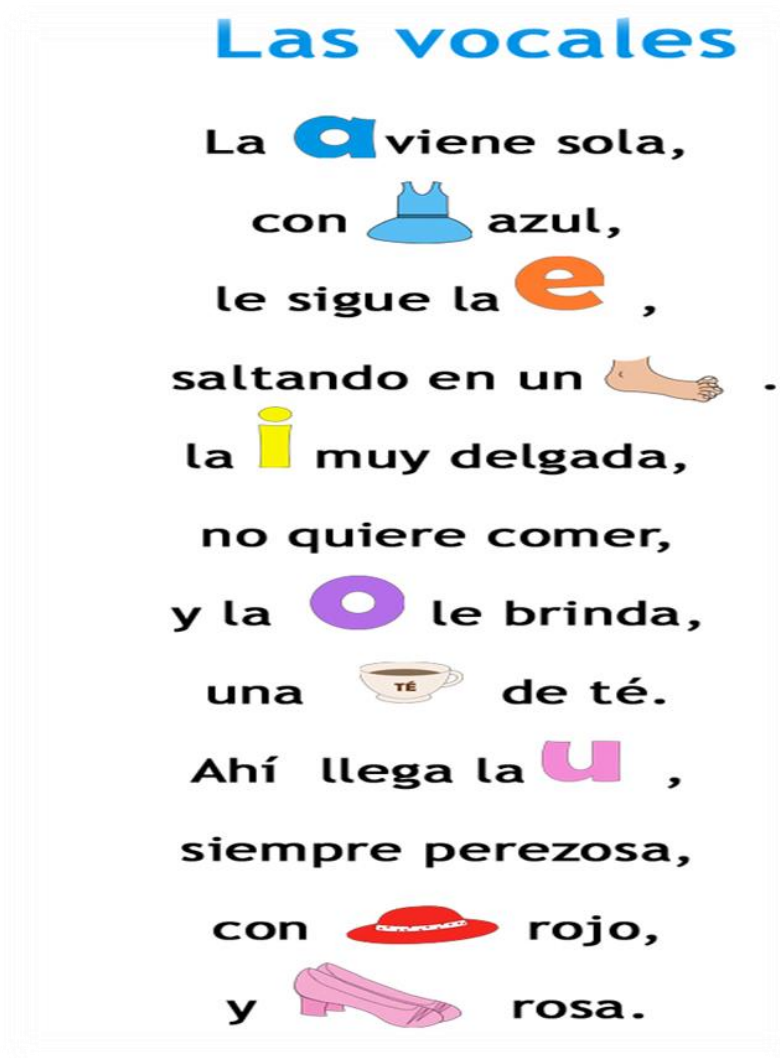 Las vocales
La a viene sola,
con azul,
le sigue la e ,
saltando en un .
la i muy delgada,
no quiere comer,
y la o le brinda,
una TÉ de té.
Ahí llega la u ,
siempre perezosa,
con rojo,
y rosa.